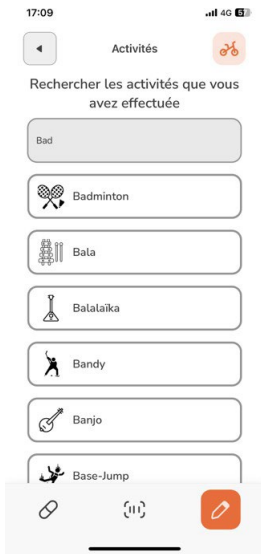 17:09
4G 6
Activités
Rechercher les activités que vous
avez effectuée
Bad
Badminton
Bala
Balalaïka
Bandy
Banjo
Base-Jump